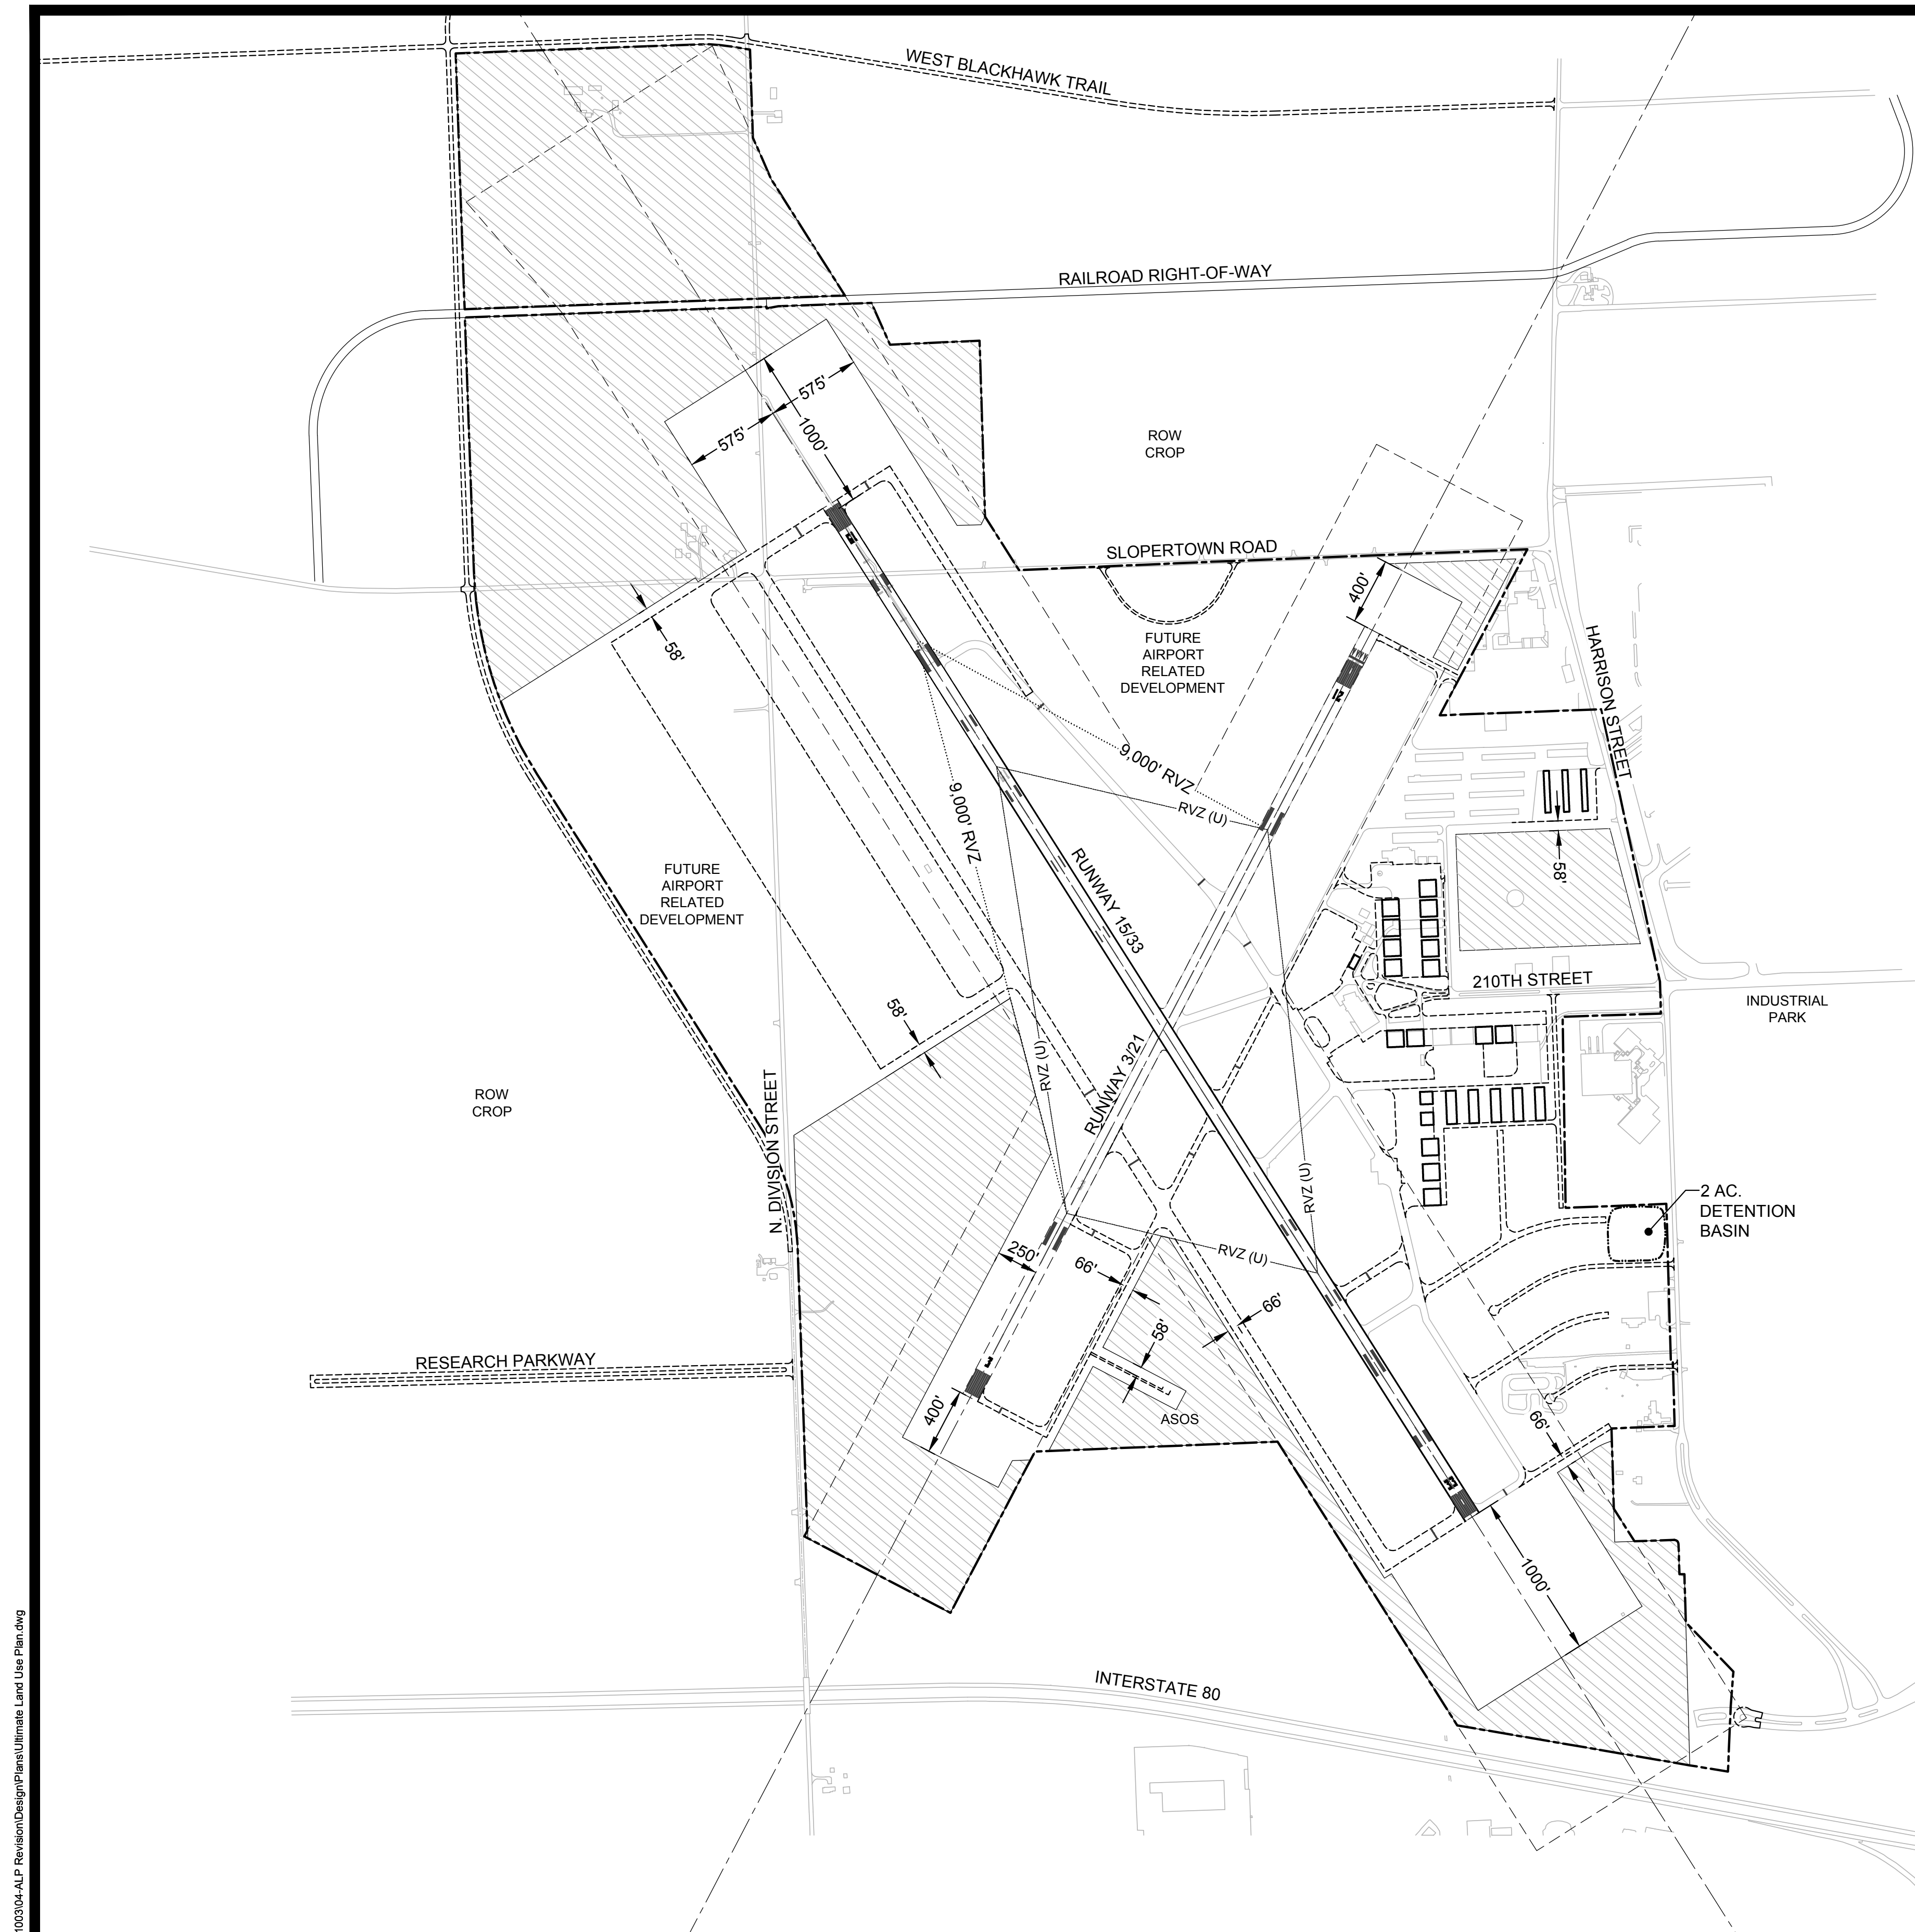 WEST BLACKHAWK TRAIL
RAILROAD RIGHT-OF-WAY
575'
575'
1000'
ROW
CROP
SLOPERTOWN ROAD
400'
58'
FUTURE
AIRPORT
RELATED
DEVELOPMENT
HARRISON STREET
21
15
9,000' RVZ
9,000' RVZ
RVZ (U)
58'
RUNWAY 15/33
FUTURE
AIRPORT
RELATED
DEVELOPMENT
210TH STREET
INDUSTRIAL
PARK
58'
RVZ (U)
RUNWAY 3/21
ROW
CROP
N. DIVISION STREET
RVZ (U)
2 AC.
DETENTION
BASIN
250'
66'
RVZ (U)
66'
58'
RESEARCH PARKWAY
3
400'
ASOS
66'
33
1000'
INTERSTATE 80
1003\04-ALP Revision\Design\Plans\Ultimate Land Use Plan.dwg